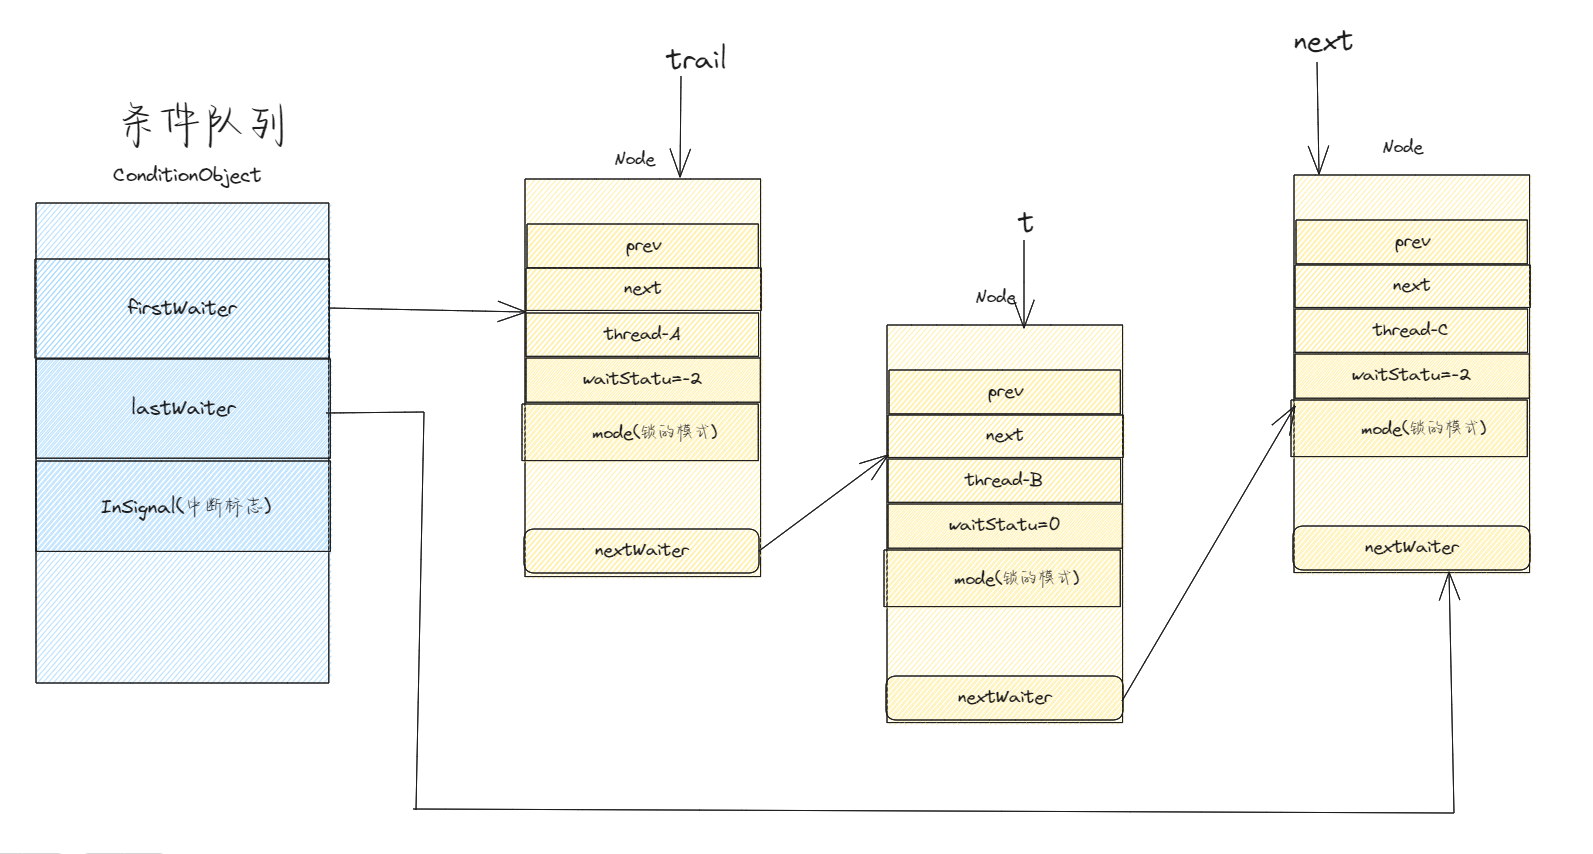 条件队列
ConditionObject
firstWaiter
lastWaiter
InSignal(中断标志)
trail
Node
prev
next
thread-A
waitStatu=-2
mode(锁的模式)
nextWaiter
t
Node
prev
next
thread-B
waitStatu=0
mode(锁的模式)
nextWaiter
next
Node
prev
next
thread-C
waitStatu=-2
mode(锁的模式)
nextWaiter